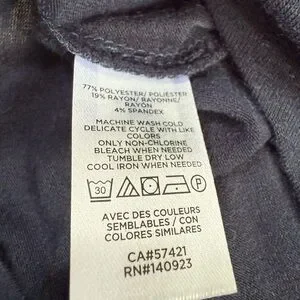 77% POLYESTER/ POLIÉSTER
19% RAYON/ RAYONNE/
RAYÓN
4% SPANDEX
MACHINE WASH COLD
DELICATE CYCLE WITH LIKE
COLORS
ONLY NON-CHLORINE
BLEACH WHEN NEEDED
TUMBLE DRY LOW
COOL IRON WHEN NEEDED
30 P
AVEC DES COULEURS
SEMBLABLES / CON
COLORES SIMILARES
CA#57421
RN#140923